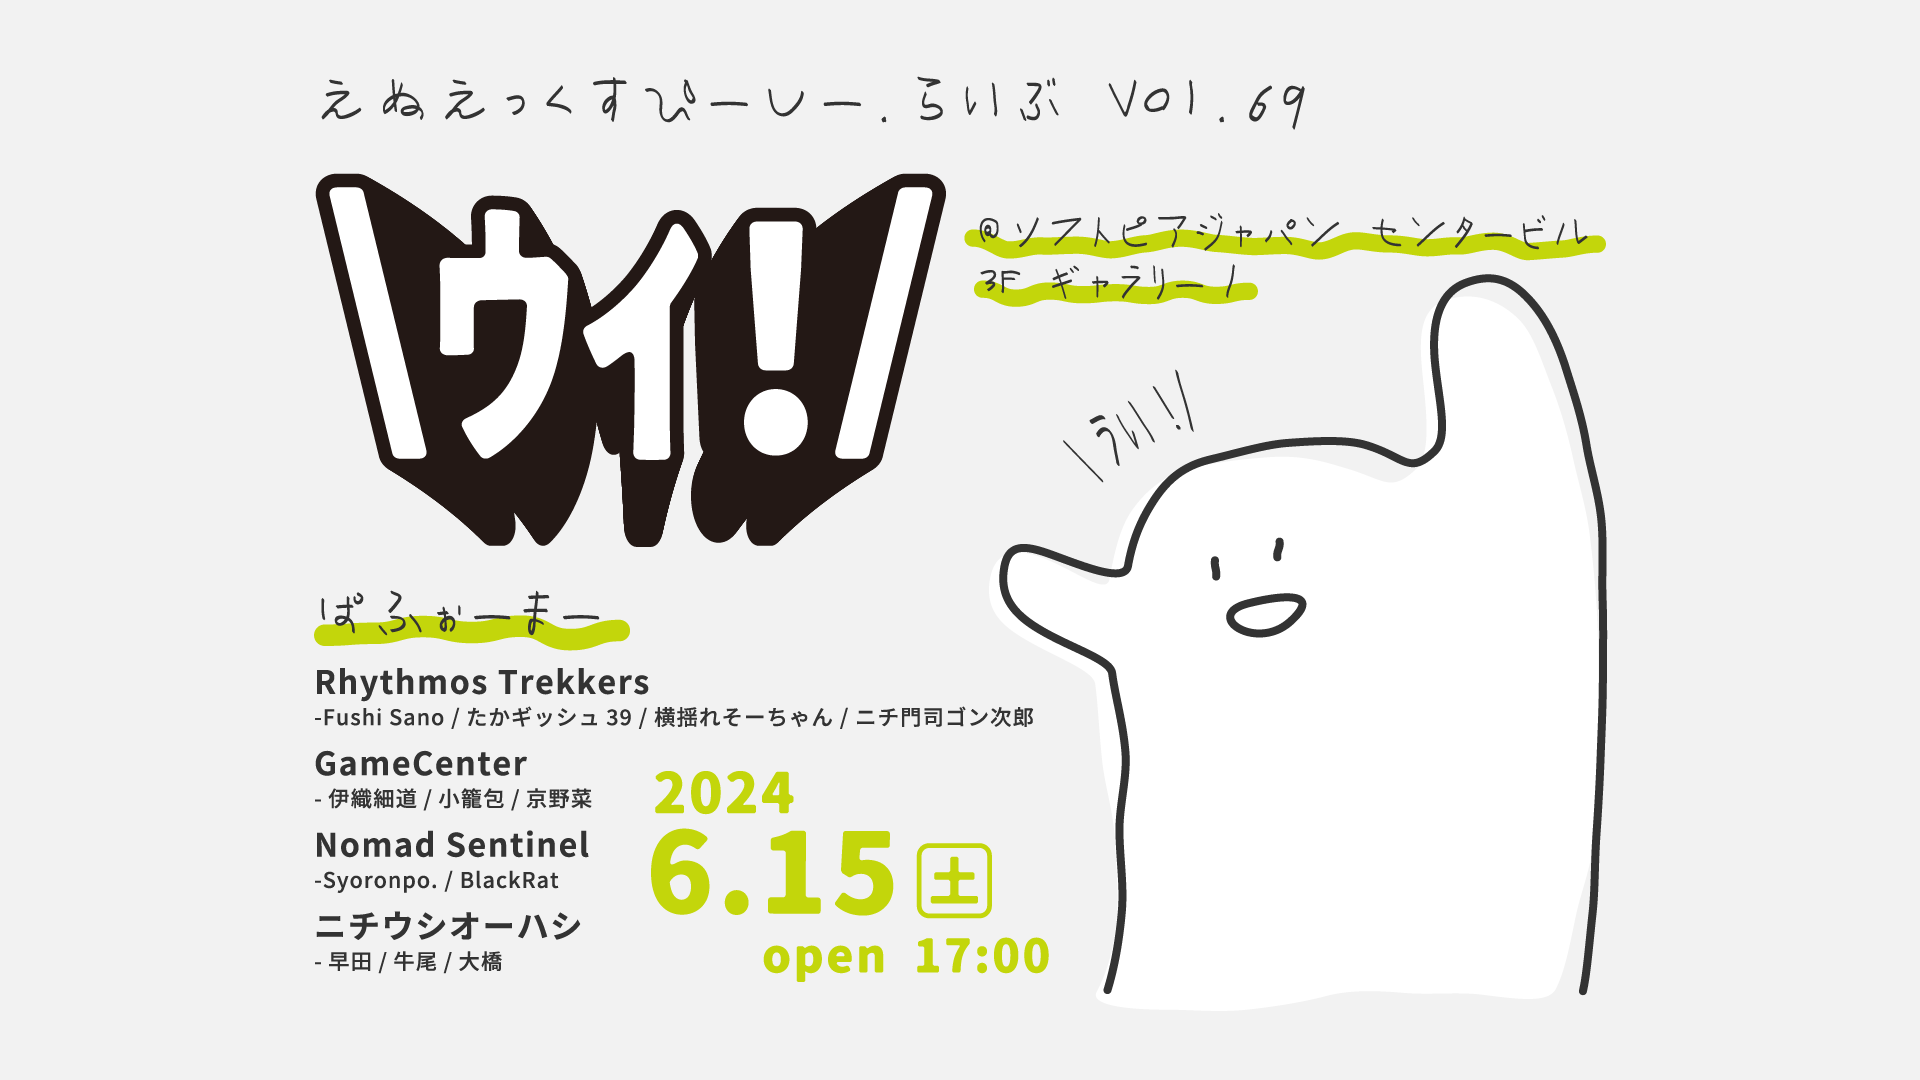 えぬえっくすぴーしー.らいぶ vol.69
\ウィ!/
@ソフトピアジャパン センタービル
3F ギャラリー1
\うい!/
ぱふぉーまー
Rhythmos Trekkers
-Fushi Sano / たかギッシュ 39 / 横揺れそーちゃん / ニチ門司ゴン次郎
GameCenter
- 伊織細道 / 小籠包 / 京野菜
Nomad Sentinel
-Syoronpo. / BlackRat
ニチウシオーハシ
- 早田 / 牛尾 / 大橋
2024
6.15 土
open 17:00